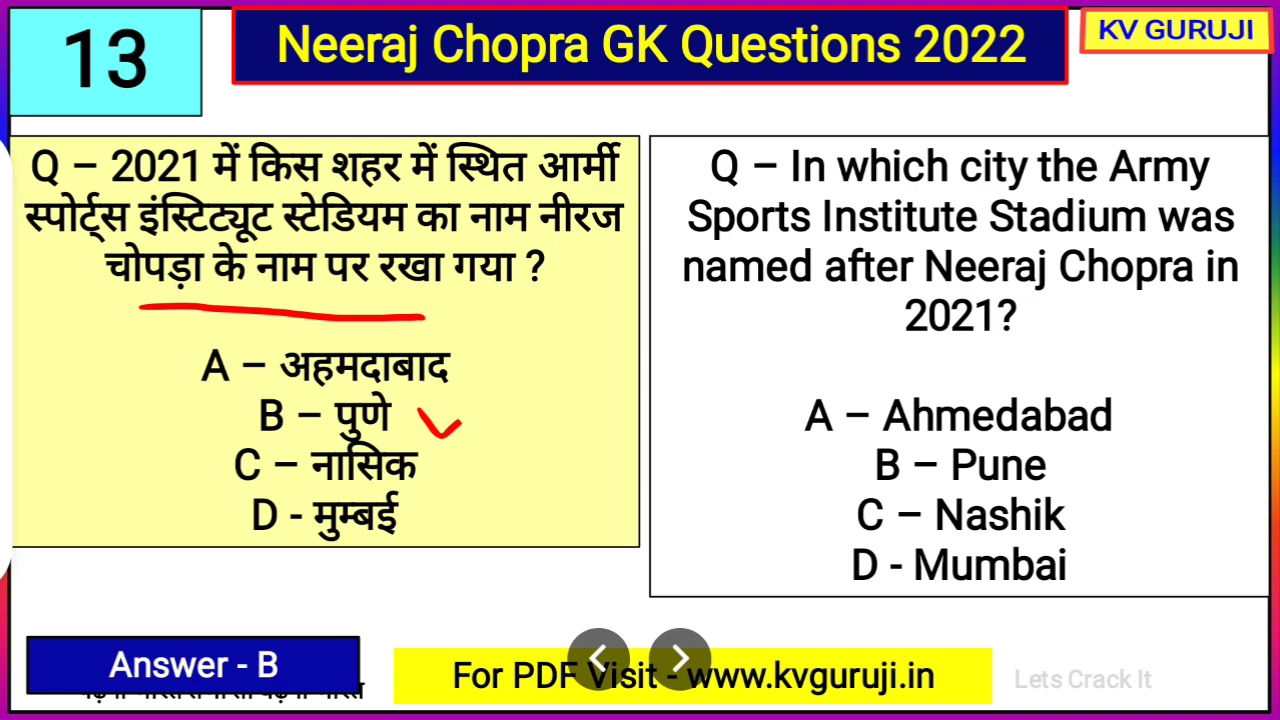 13
Neeraj Chopra GK Questions 2022
KV GURUJI
Q – 2021 में किस शहर में स्थित आर्मी
स्पोर्ट्स इंस्टिट्यूट स्टेडियम का नाम नीरज
चोपड़ा के नाम पर रखा गया ?
A – अहमदाबाद
B – पुणे
C – नासिक
D - मुम्बई
Q – In which city the Army
Sports Institute Stadium was
named after Neeraj Chopra in
2021?
A – Ahmedabad
B – Pune
C – Nashik
D - Mumbai
Answer - B
For PDF Visit - www.kvguruji.in
Lets Crack It